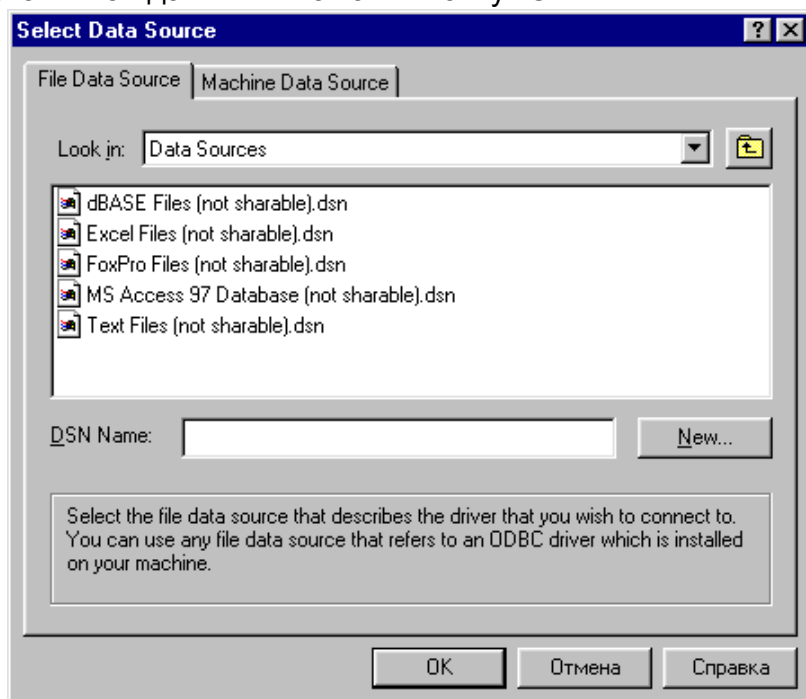 Select Data Source
File Data Source
Machine Data Source
Look in:
Data Sources
dBASE Files (not sharable).dsn
Excel Files (not sharable).dsn
FoxPro Files (not sharable).dsn
MS Access 97 Database (not sharable).dsn
Text Files (not sharable).dsn
DSN Name:
New...
Select the file data source that describes the driver that you wish to connect to.
You can use any file data source that refers to an ODBC driver which is installed
on your machine.
OK
Отмена
Справка